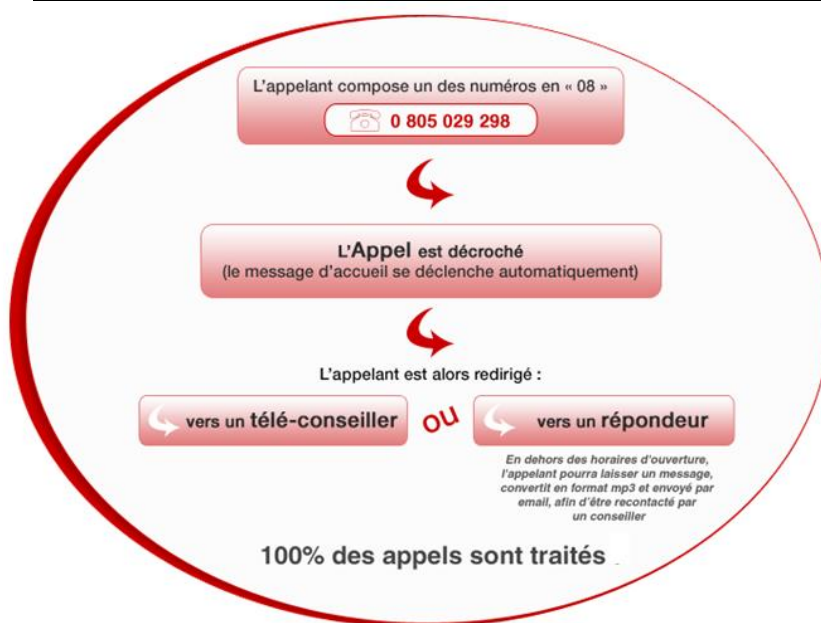 L'appelant compose un des numéros en « 08 »
0 805 029 298
L'Appel est décroché
(le message d'accueil se déclenche automatiquement)
L'appelant est alors redirigé :
vers un télé-conseiller
ou
vers un répondeur
En dehors des horaires d'ouverture,
l'appelant pourra laisser un message,
convertit en format mp3 et envoyé par
email, afin d'être recontacté par
un conseiller
100% des appels sont traités